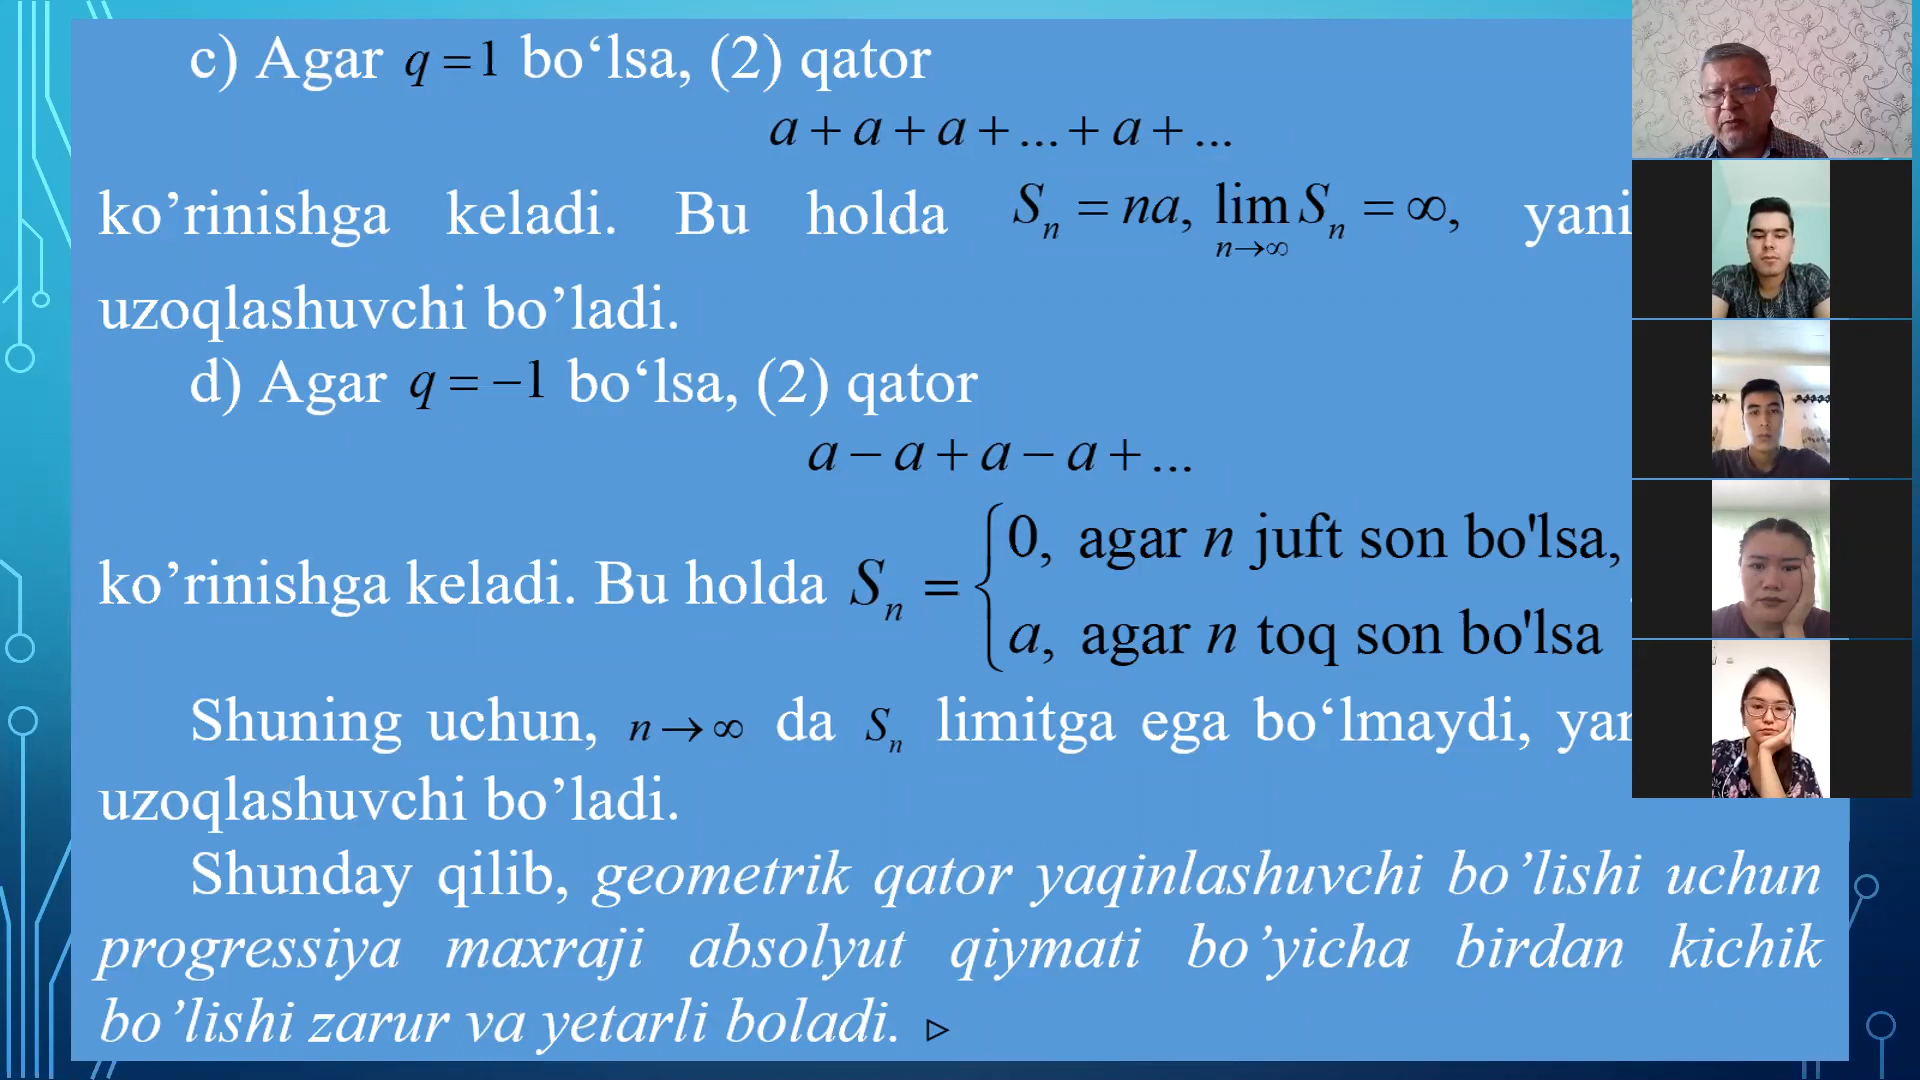 c) Agar q = 1 bo‘lsa, (2) qator
a + a + a + ... + a + ...
ko’rinishga keladi. Bu holda Sₙ = na, lim Sₙ = ∞, yani
n→∞
uzoqlashuvchi bo’ladi.
d) Agar q = −1 bo‘lsa, (2) qator
a − a + a − a + ...
0, agar n juft son bo'lsa,
ko’rinishga keladi. Bu holda Sₙ = {
a, agar n toq son bo'lsa
Shuning uchun, n → ∞ da Sₙ limitga ega bo‘lmaydi,
uzoqlashuvchi bo’ladi.
Shunday qilib, geometrik qator yaqinlashuvchi bo’lishi uchun
progressiya maxraji absolyut qiymati bo’yicha birdan kichik
bo’lishi zarur va yetarli boladi. ▷